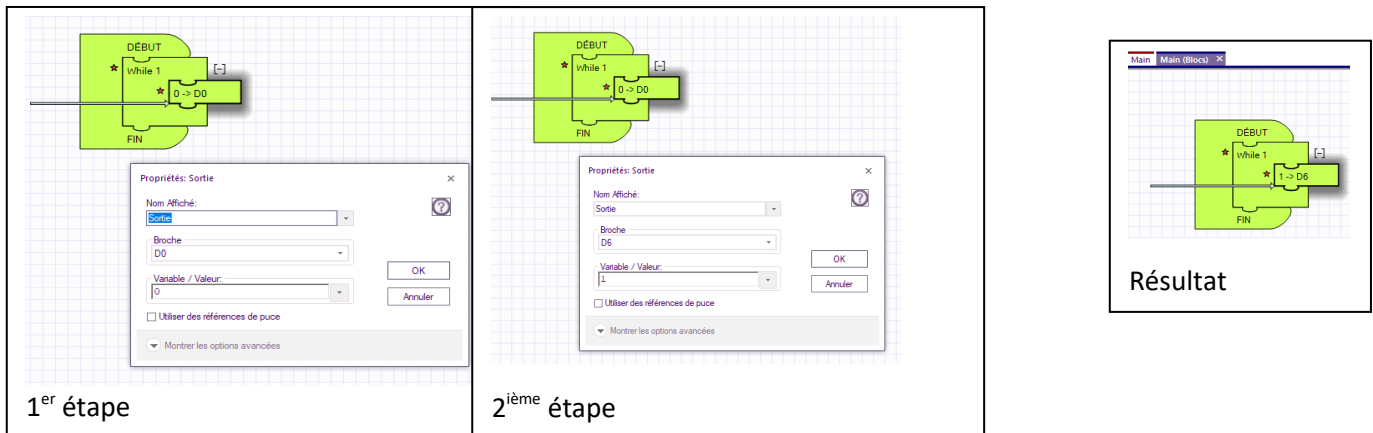 DÉBUT
While 1
[-]
0 -> D0
FIN
Propriétés: Sortie ×
Nom Affiché:
Sortie
Broche
D0
Variable / Valeur:
0
OK
Annuler
Utiliser des références de puce
Montrer les options avancées
1er étape
DÉBUT
While 1
[-]
0 -> D0
FIN
Propriétés: Sortie ×
Nom Affiché:
Sortie
Broche
D6
Variable / Valeur:
1
OK
Annuler
Utiliser des références de puce
Montrer les options avancées
2ième étape
Main Main (Blocs) ×
DÉBUT
While 1
[-]
1 -> D6
FIN
Résultat